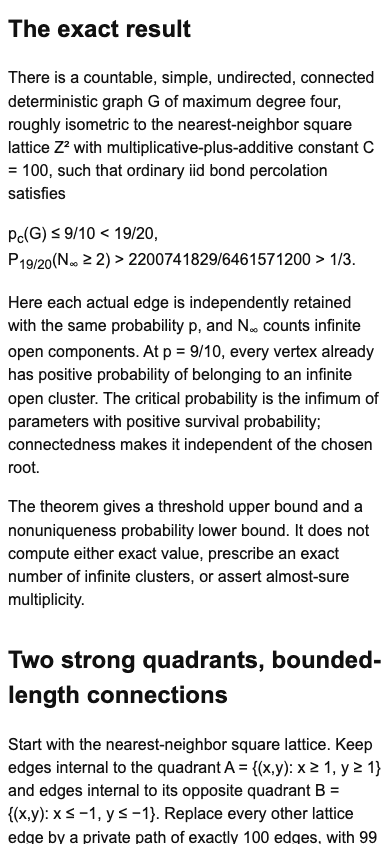 The exact result
There is a countable, simple, undirected, connected
deterministic graph G of maximum degree four,
roughly isometric to the nearest-neighbor square
lattice Z² with multiplicative-plus-additive constant C
= 100, such that ordinary iid bond percolation
satisfies
p꜀(G) ≤ 9/10 < 19/20,
P₁₉/₂₀(N∞ ≥ 2) > 2200741829/6461571200 > 1/3.
Here each actual edge is independently retained
with the same probability p, and N∞ counts infinite
open components. At p = 9/10, every vertex already
has positive probability of belonging to an infinite
open cluster. The critical probability is the infimum of
parameters with positive survival probability;
connectedness makes it independent of the chosen
root.
The theorem gives a threshold upper bound and a
nonuniqueness probability lower bound. It does not
compute either exact value, prescribe an exact
number of infinite clusters, or assert almost-sure
multiplicity.
Two strong quadrants, bounded-
length connections
Start with the nearest-neighbor square lattice. Keep
edges internal to the quadrant A = {(x,y): x ≥ 1, y ≥ 1}
and edges internal to its opposite quadrant B =
{(x,y): x ≤ −1, y ≤ −1}. Replace every other lattice
edge by a private path of exactly 100 edges, with 99